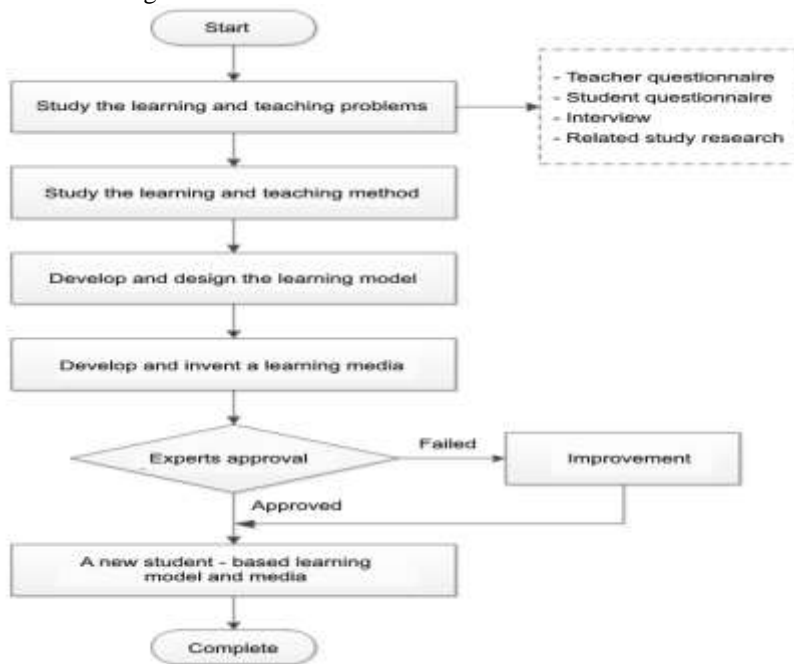 Start
Study the learning and teaching problems
- Teacher questionnaire
- Student questionnaire
- Interview
- Related study research
Study the learning and teaching method
Develop and design the learning model
Develop and invent a learning media
Experts approval
Failed
Improvement
Approved
A new student - based learning
model and media
Complete